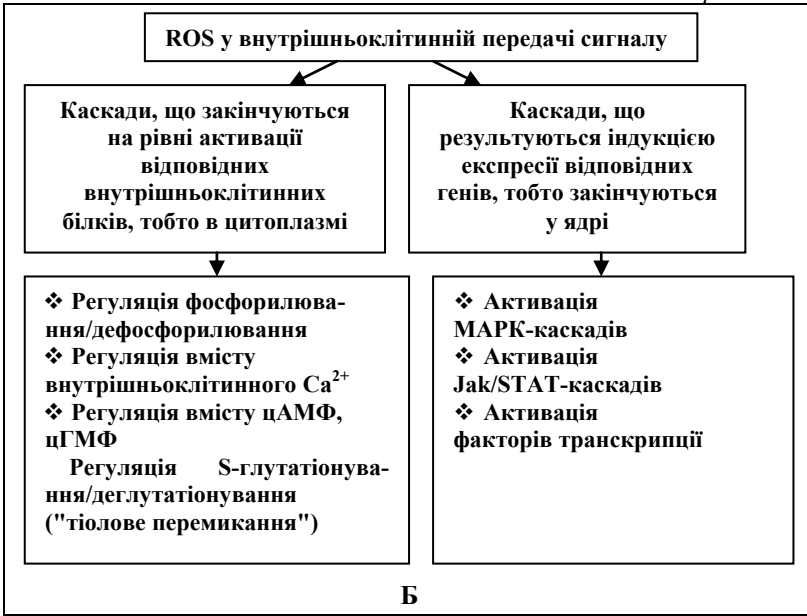 ROS у внутрішньоклітинній передачі сигналу
Каскади, що закінчуються
на рівні активації
відповідних
внутрішньоклітинних
білків, тобто в цитоплазмі
Каскади, що
результуються індукцією
експресії відповідних
генів, тобто закінчуються
у ядрі
❖ Регуляція фосфорилюва-
ання/дефосфорилювання
❖ Регуляція вмісту
внутрішньоклітинного Ca²⁺
❖ Регуляція вмісту цАМФ,
цГМФ
Регуляція S-глутатіонува-
ання/деглутатіонування
("тіолове перемикання")
❖ Активація
МАРК-каскадів
❖ Активація
Jak/STAT-каскадів
❖ Активація
факторів транскрипції
Б